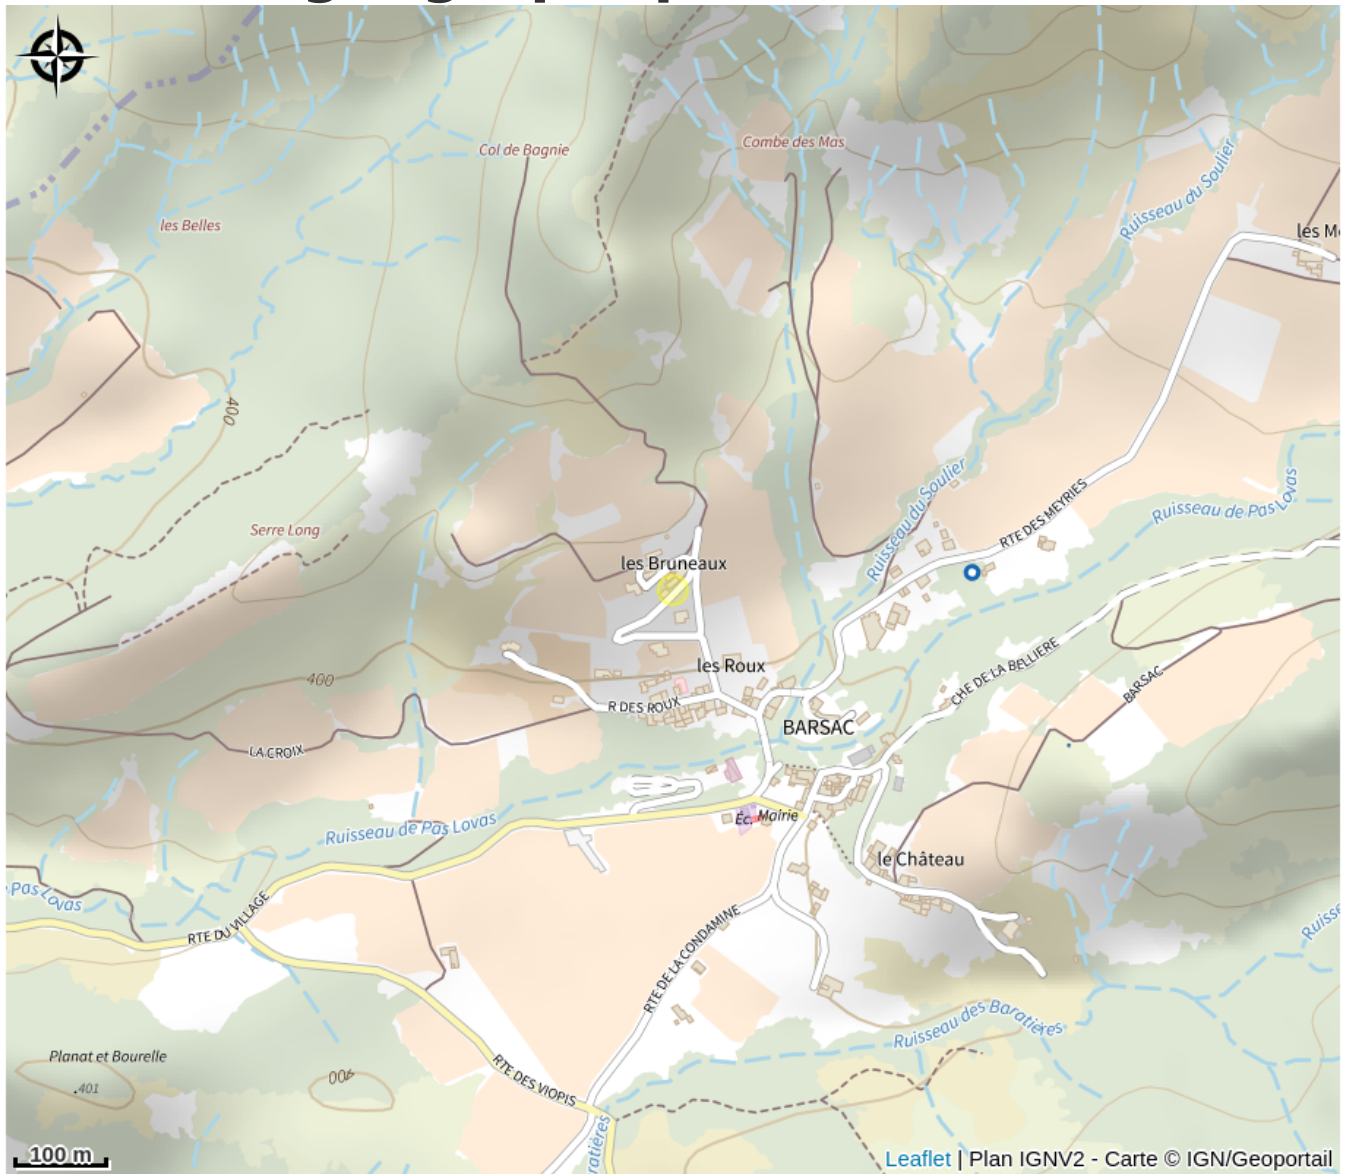 Col de Bagnie
Combe des Mas
les Belles
Ruisseau du Soulier
les M
400
Serre Long
Ruisseau du Soulier
RTE DES MEYRIES
Ruisseau de Pas Lovas
les Bruneaux
les Roux
400
R DES ROUX
BARSAC
CHE DE LA BELLIERE
BARSAC
LA CROIX
Ruisseau de Pas Lovas
Éc.
Mairie
le Château
Pas Lovas
RTE DU VILLAGE
RTE DE LA CONDAMINE
Ruisse
Ruisseau des Baratières
Planat et Bourelle
.401
400
RTE DES VIOPIS
ratières
100 m
Leaflet | Plan IGNV2 - Carte © IGN/Geoportail